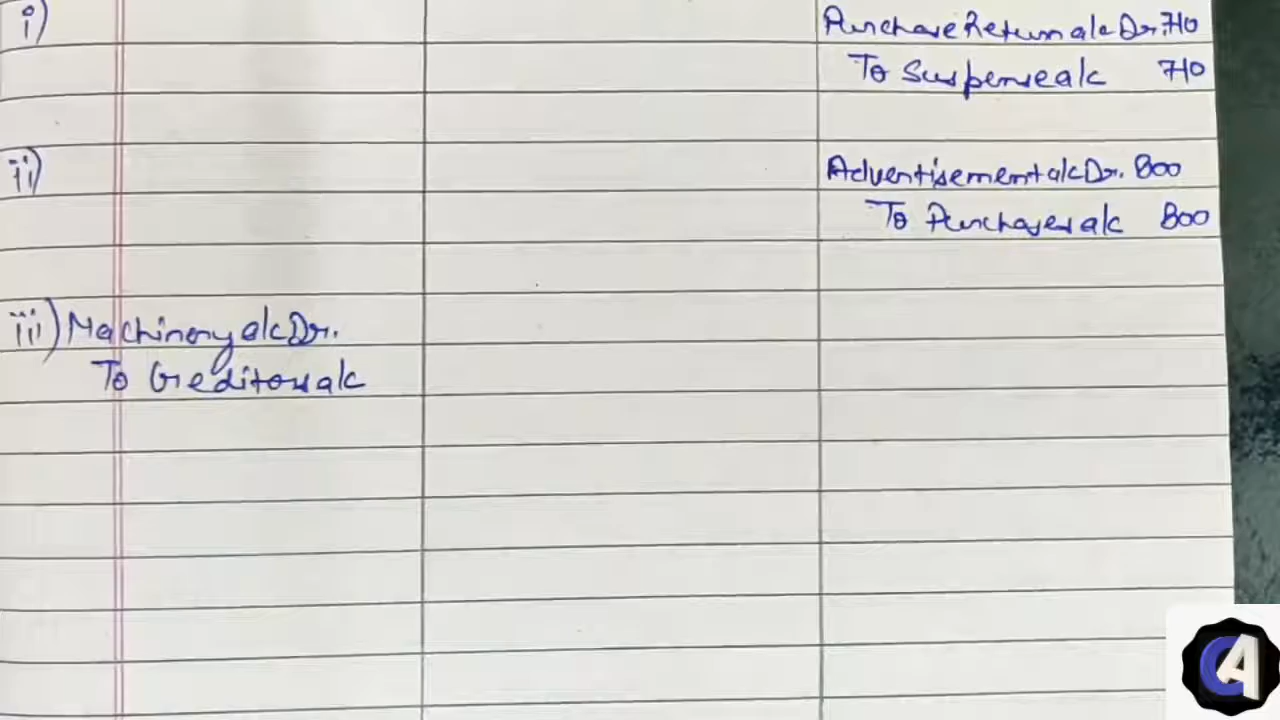 i)
Purchase Return a/c Dr. 710
To Suspense a/c 710
ii)
Advertisement a/c Dr. 800
To Purchases a/c 800
iii) Machinery a/c Dr.
To Creditors a/c
CA